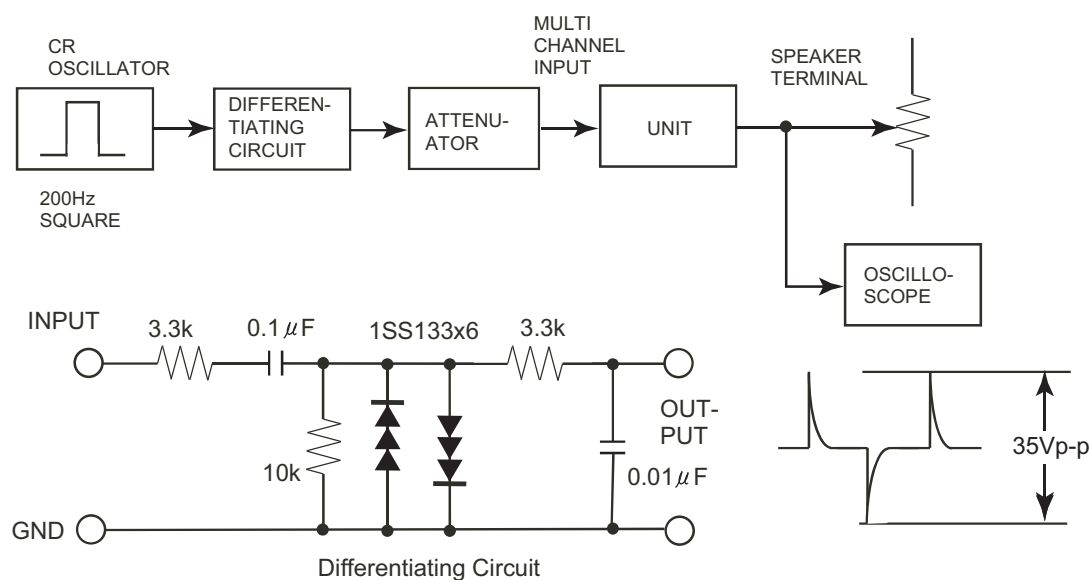 CR
OSCILLATOR
200Hz
SQUARE
DIFFEREN-
TIATING
CIRCUIT
ATTENU-
ATOR
MULTI
CHANNEL
INPUT
UNIT
SPEAKER
TERMINAL
OSCILLO-
SCOPE
INPUT
3.3k
0.1μF
1SS133x6
3.3k
10k
OUT-
PUT
0.01μF
GND
Differentiating Circuit
35Vp-p